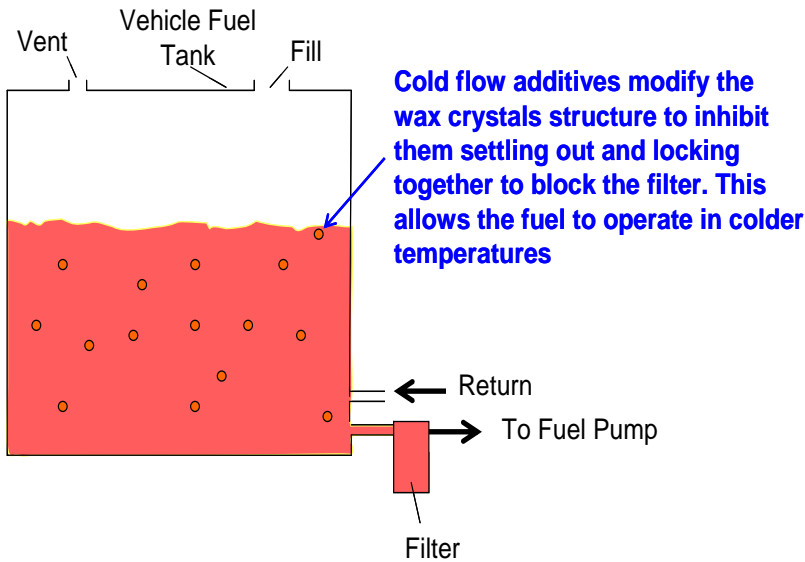 Vent
Vehicle Fuel
Tank
Fill
Cold flow additives modify the
wax crystals structure to inhibit
them settling out and locking
together to block the filter. This
allows the fuel to operate in colder
temperatures
Return
To Fuel Pump
Filter